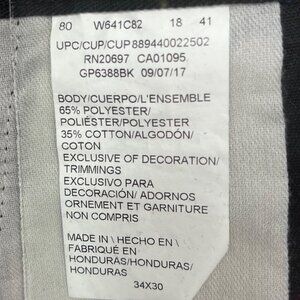 80 W641C82 18 41
UPC/CUP/CUP889440022502
RN20697 CA01095
GP6388BK 09/07/17
BODY/CUERPO/L'ENSEMBLE
65% POLYESTER/
POLIÉSTER/POLYESTER
35% COTTON/ALGODÓN/
COTON
EXCLUSIVE OF DECORATION/
TRIMMINGS
EXCLUSIVO PARA
DECORACIÓN/ ADORNOS
ORNEMENT ET GARNITURE
NON COMPRIS
MADE IN \ HECHO EN \
FABRIQUÉ EN
HONDURAS/HONDURAS/
HONDURAS
34X30